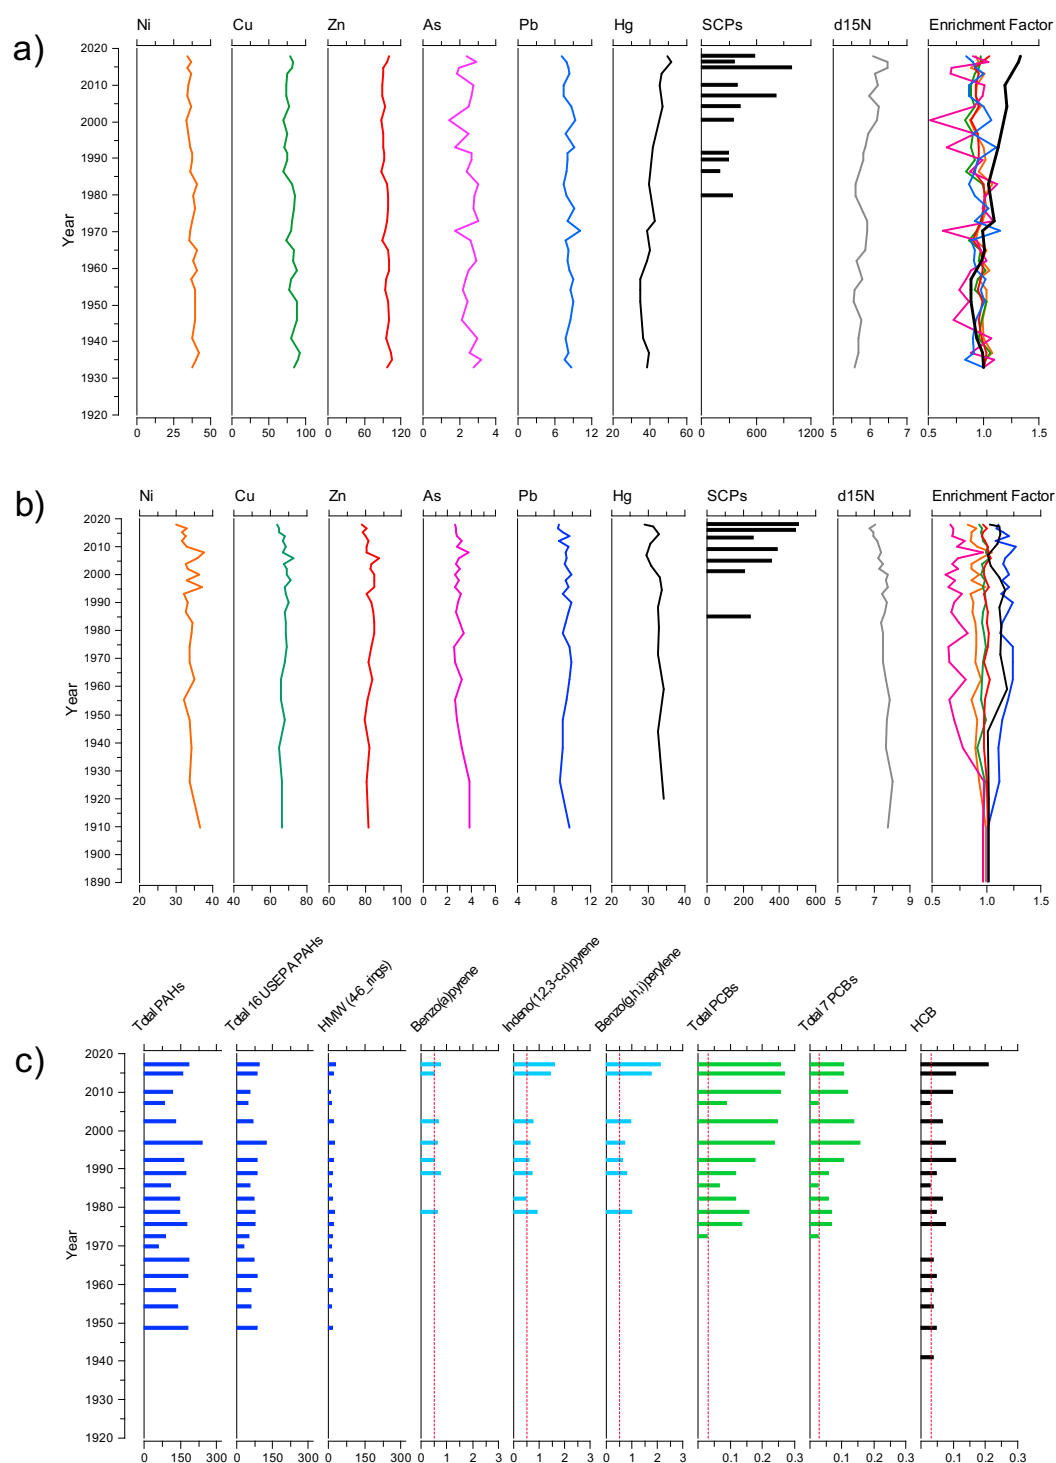 a)
Ni Cu Zn As Pb Hg SCPs d15N Enrichment Factor
2020
2010
2000
1990
1980
1970
1960
1950
1940
1930
1920
Year
0 25 50 0 50 100 0 60 120 0 2 4 0 6 12 20 40 60 0 600 1200 5 6 7 0.5 1.0 1.5
b)
Ni Cu Zn As Pb Hg SCPs d15N Enrichment Factor
2020
2010
2000
1990
1980
1970
1960
1950
1940
1930
1920
1910
1900
1890
Year
20 30 40 40 60 80 60 80 100 0 2 4 6 4 8 12 20 30 40 0 200 400 600 5 7 9 0.5 1.0 1.5
c)
Total PAHs
Total 16 USEPA PAHs
HMW (4-6_rings)
Benzo(a)pyrene
Indeno(1,2,3-c,d)pyrene
Benzo(g,h,i))perylene
Total PCBs
Total 7 PCBs
HCB
2020
2010
2000
1990
1980
1970
1960
1950
1940
1930
1920
Year
0 150 300 0 150 300 0 150 300 0 1 2 3 0 1 2 3 0 1 2 3 0 0.1 0.2 0.3 0 0.1 0.2 0.3 0 0.1 0.2 0.3